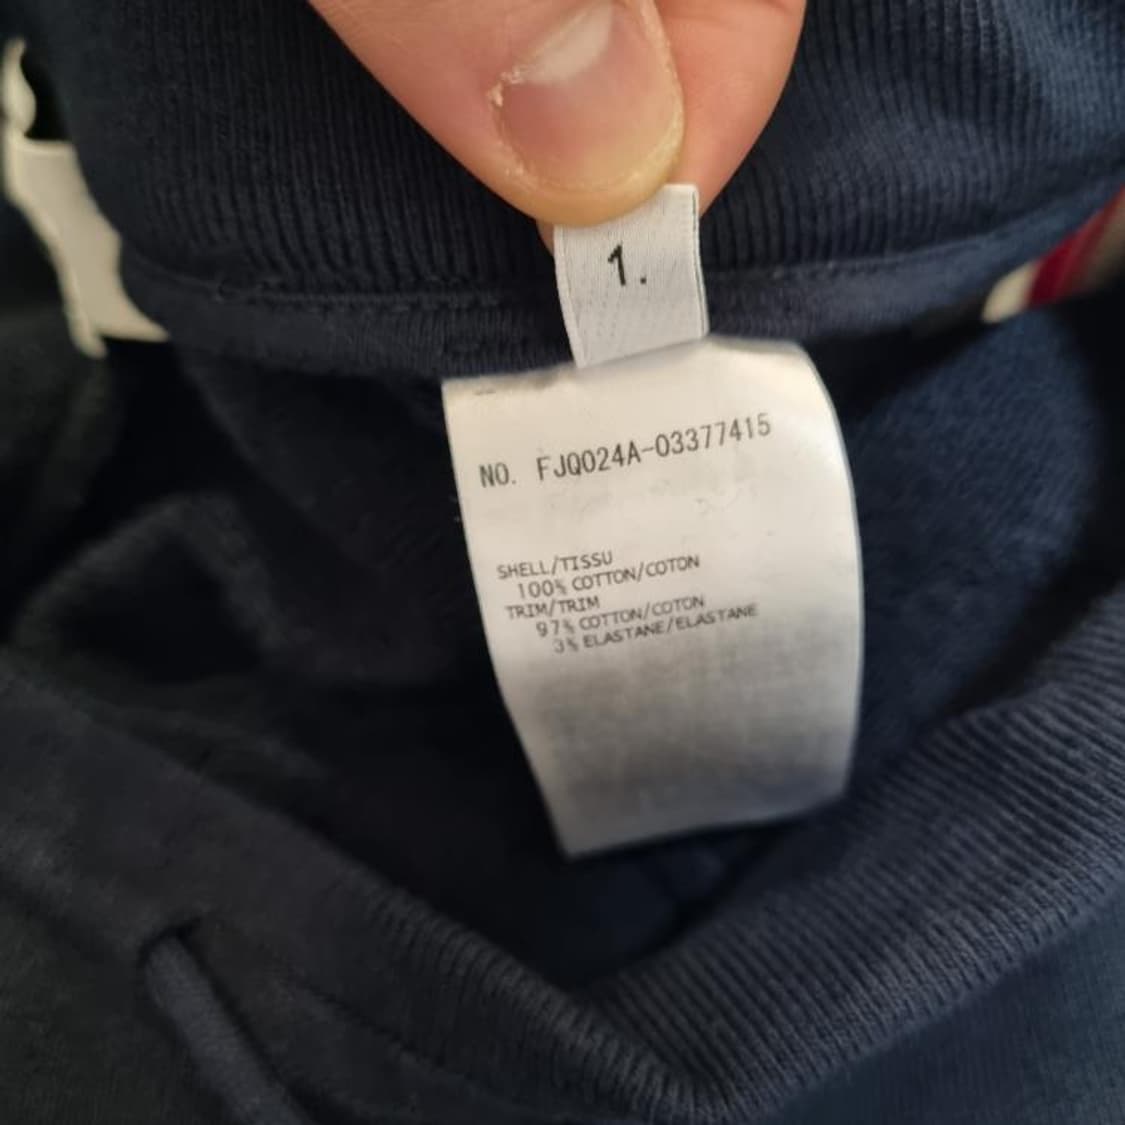 1.
NO. FJQ024A-03377415
SHELL/TISSU
100% COTTON/COTON
TRIM/TRIM
97% COTTON/COTON
3% ELASTANE/ELASTANE